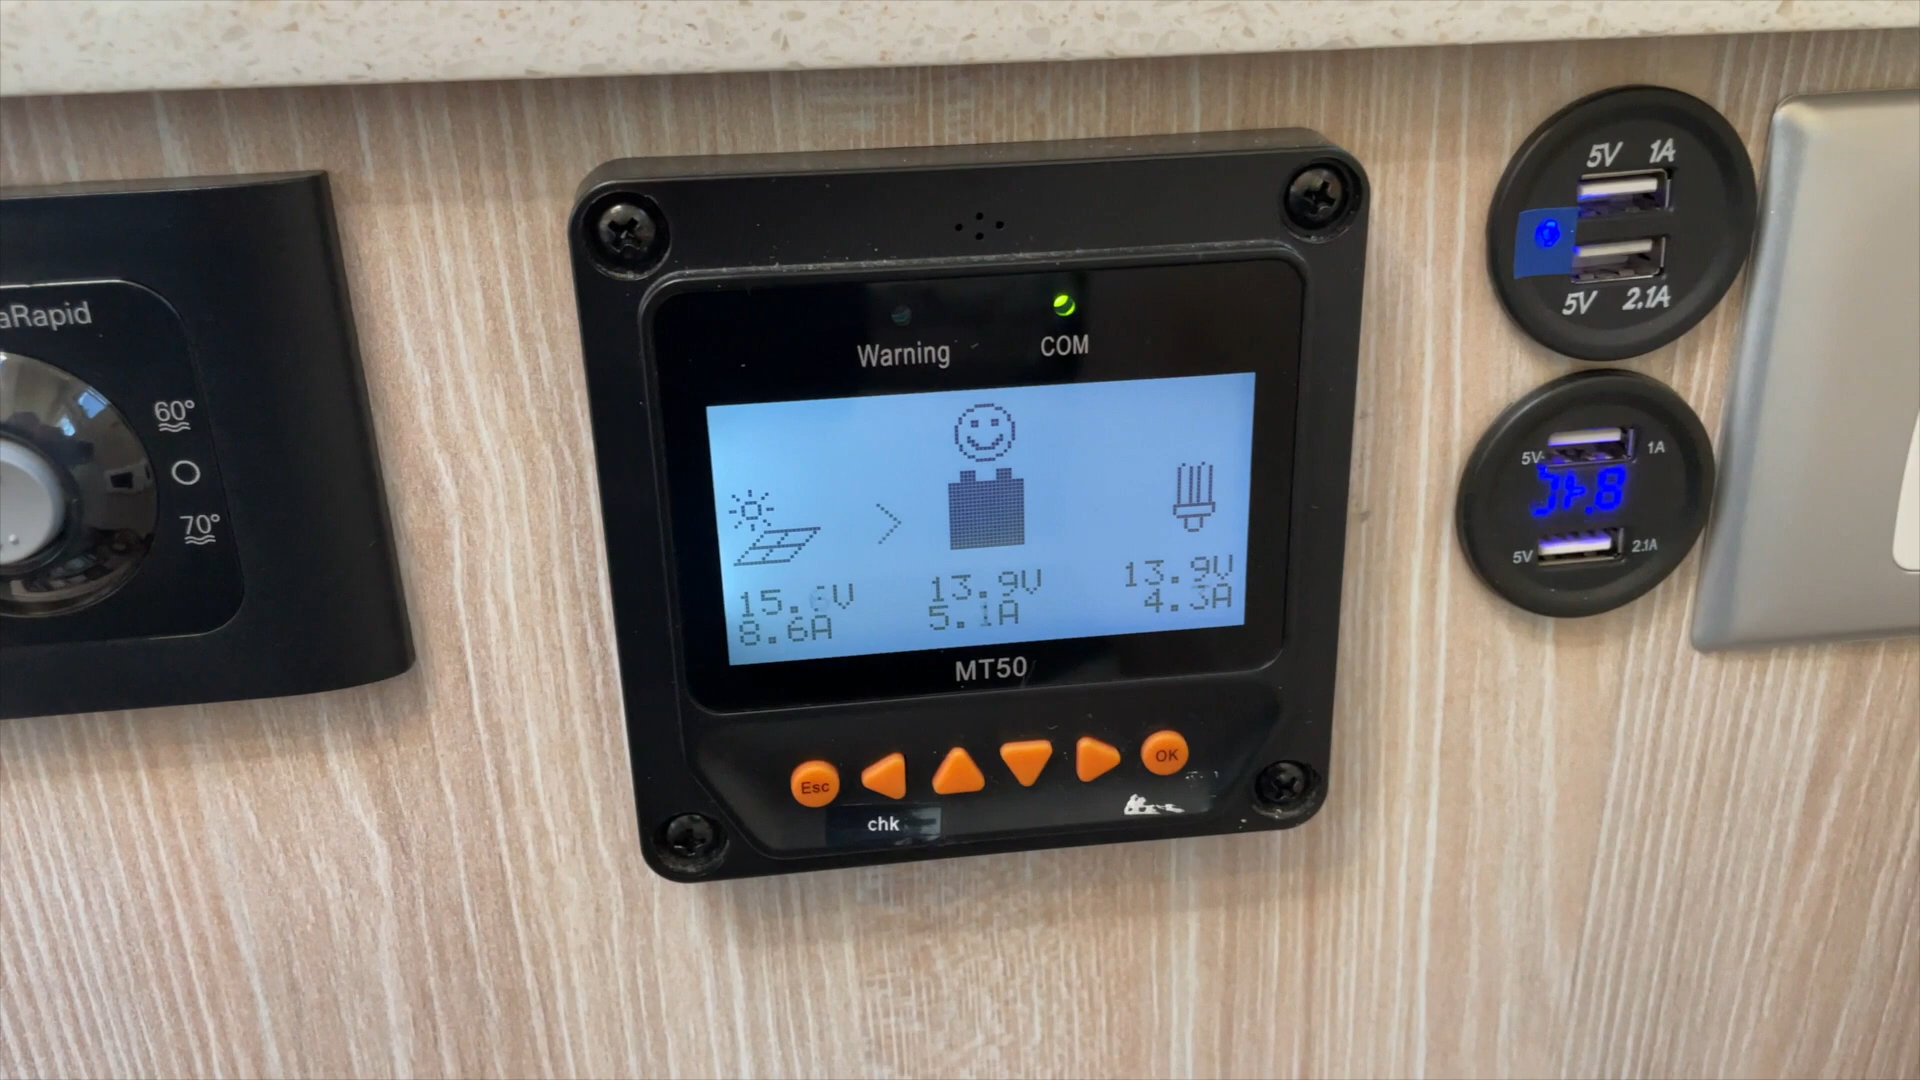 aRapid
60°
70°
Warning
COM
13.9V
13.9V
8.6A
5.1A
4.3A
MT50
Esc
OK
chk
5V 1A
5V 2.1A
5V
1A
5V
2.1A